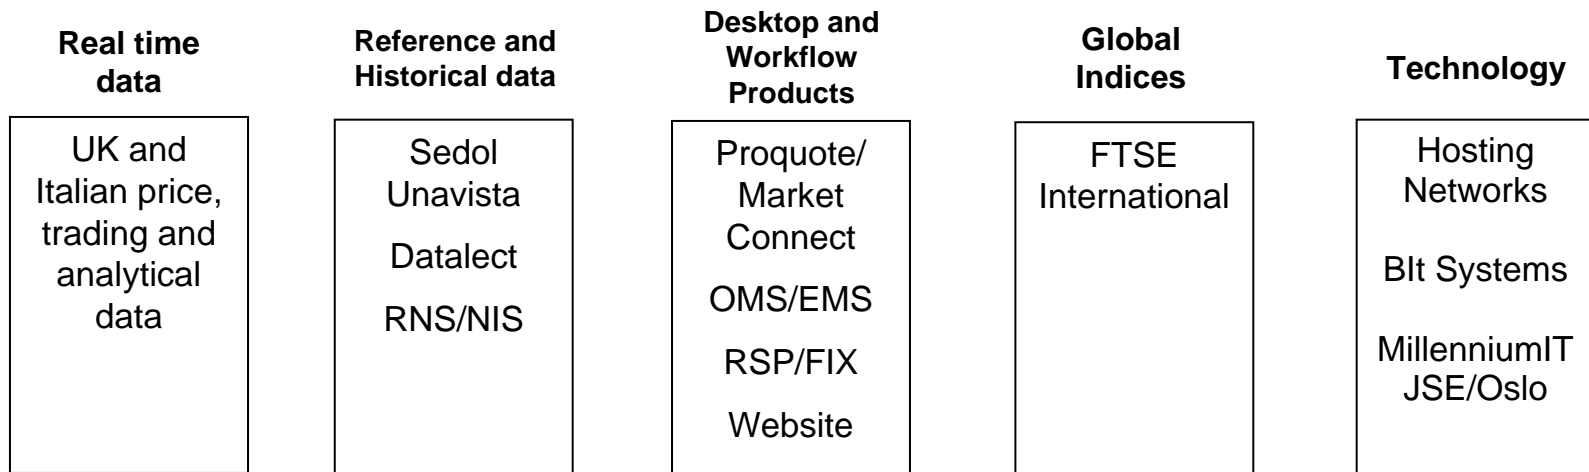 Real time
data
UK and
Italian price,
trading and
analytical
data
Reference and
Historical data
Sedol
Unavista
Datalect
RNS/NIS
Desktop and
Workflow
Products
Proquote/
Market
Connect
OMS/EMS
RSP/FIX
Website
Global
Indices
FTSE
International
Technology
Hosting
Networks
BIt Systems
MillenniumIT
JSE/Oslo